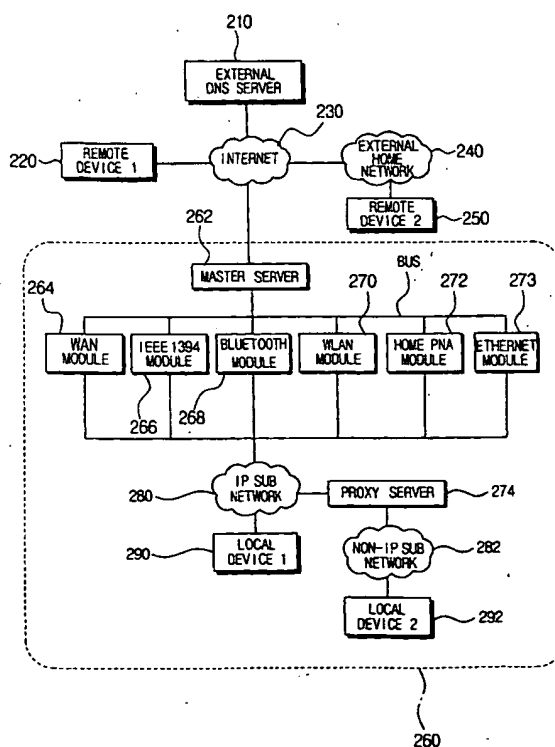 210
EXTERNAL
DNS SERVER
230
220
REMOTE
DEVICE 1
INTERNET
EXTERNAL
HOME
NETWORK
240
REMOTE
DEVICE 2
250
262
MASTER SERVER
BUS
264
270
272
273
WAN
MODULE
IEEE 1394
MODULE
BLUETOOTH
MODULE
WLAN
MODULE
HOME PNA
MODULE
ETHERNET
MODULE
266
268
280
IP SUB
NETWORK
PROXY SERVER
274
290
LOCAL
DEVICE 1
NON-IP SUB
NETWORK
282
LOCAL
DEVICE 2
292
260